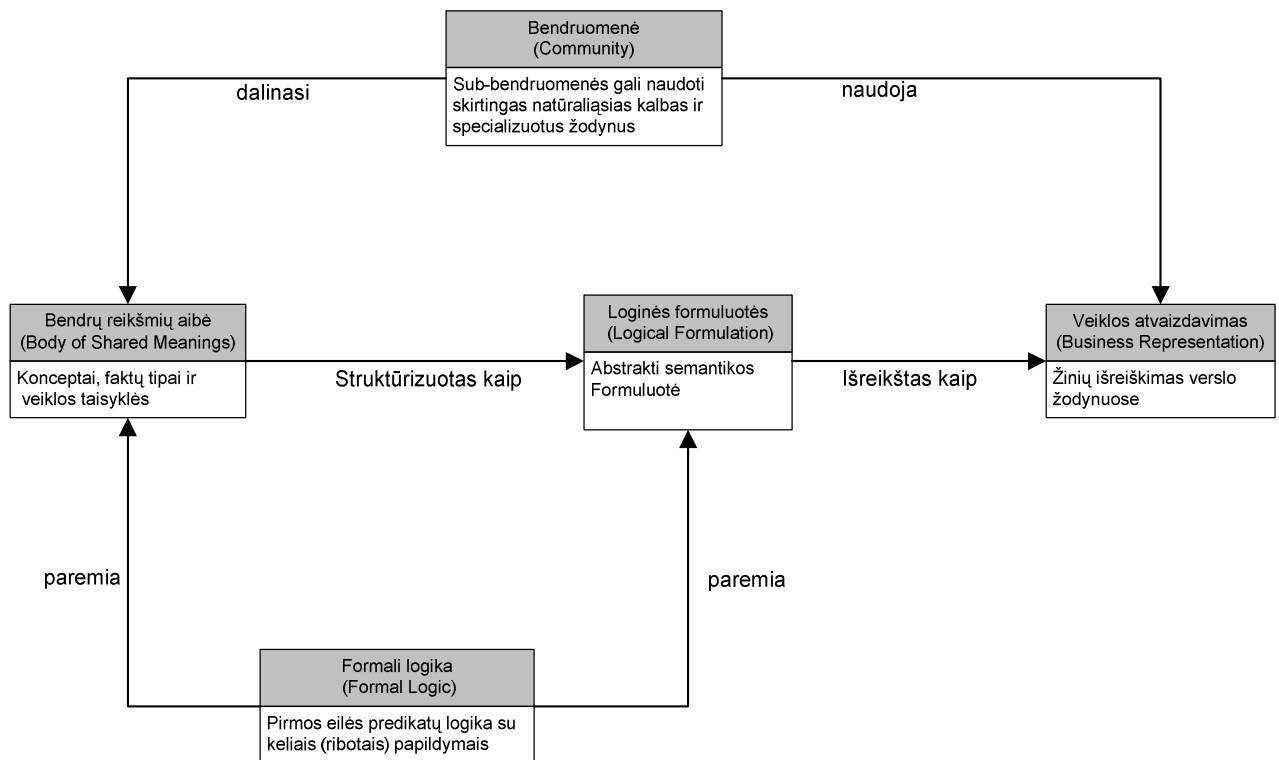 Bendruomenė
(Community)
Sub-bendruomenės gali naudoti
skirtingas natūraliąsias kalbas ir
specializuotus žodynus
dalinasi
naudoja
Bendrų reikšmių aibė
(Body of Shared Meanings)
Konceptai, faktų tipai ir
veiklos taisyklės
Struktūrizuotas kaip
Loginės formuluotės
(Logical Formulation)
Abstrakti semantikos
Formuluotė
Išreikštas kaip
Veiklos atvaizdavimas
(Business Representation)
Žinių išreiškimas verslo
žodynuose
paremia
paremia
Formali logika
(Formal Logic)
Pirmos eilės predikatų logika su
keliais (ribotais) papildymais